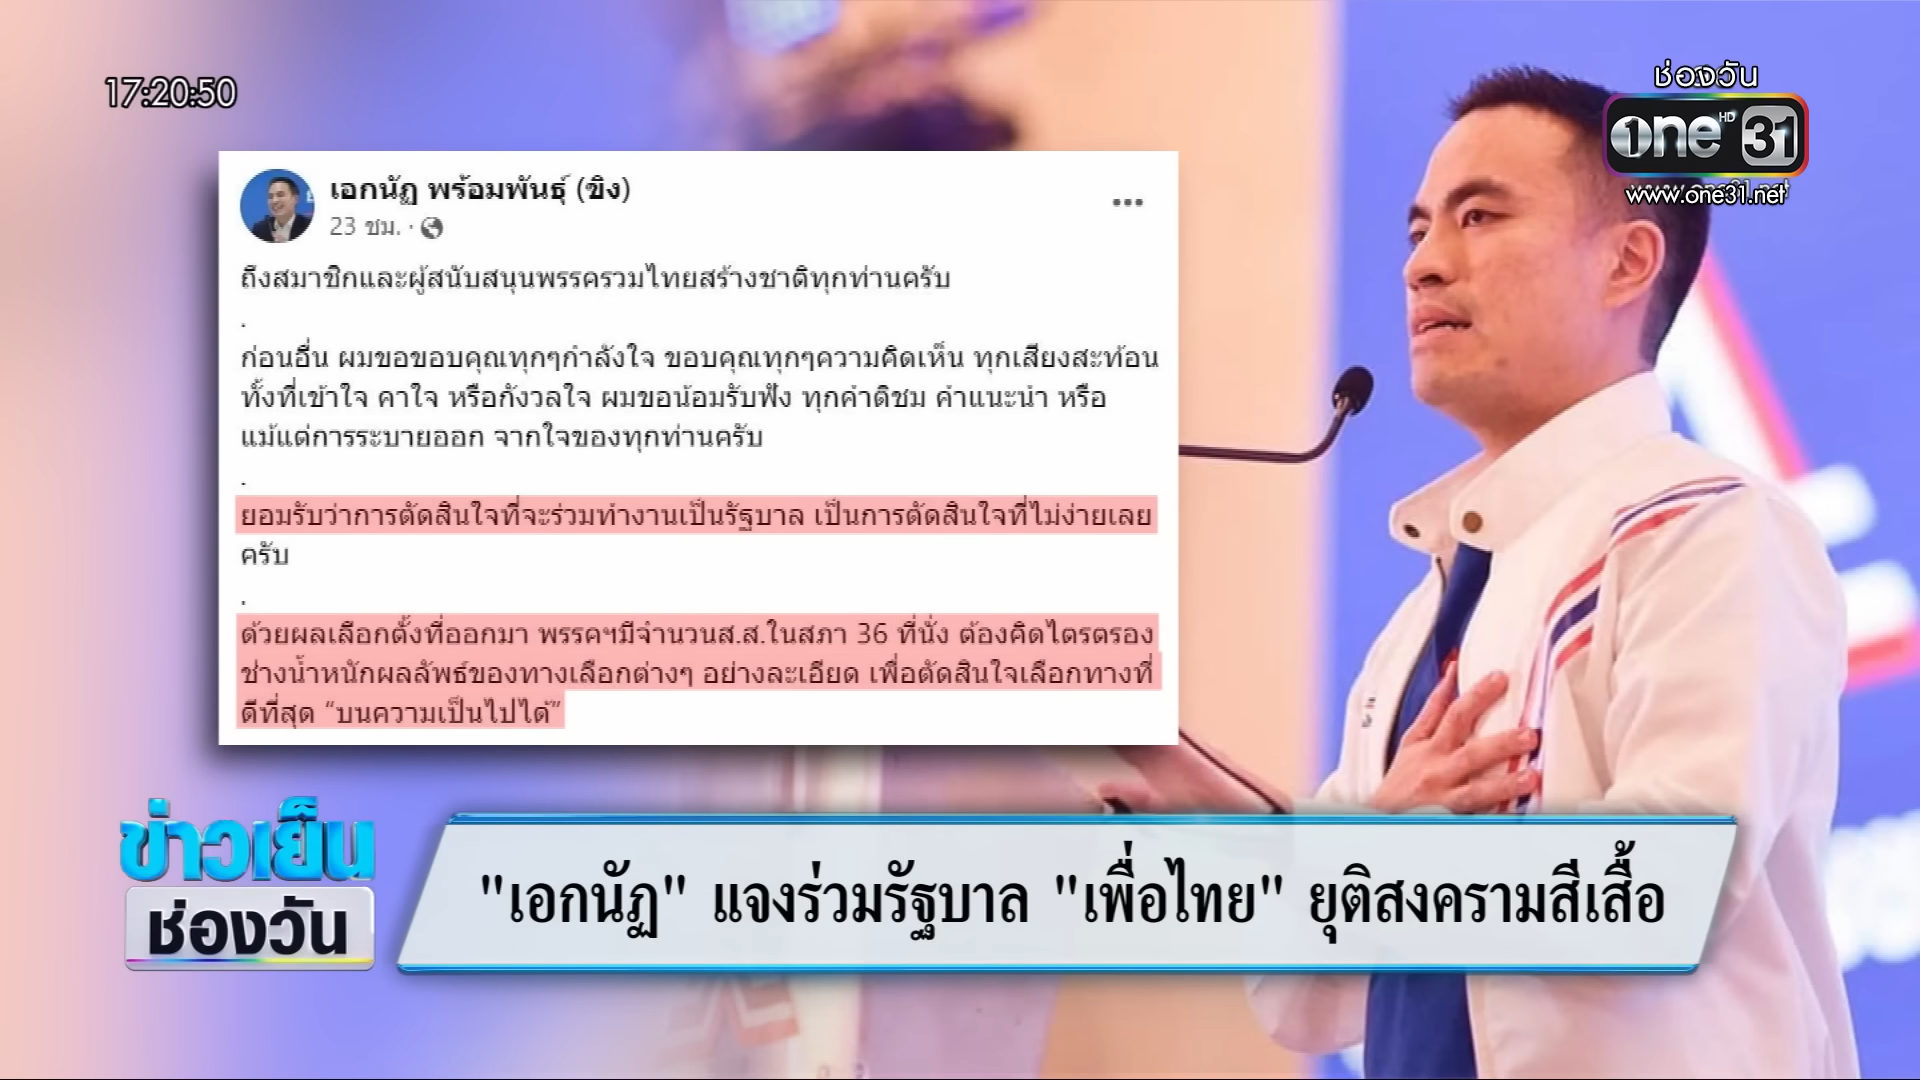 17:20:50
ช่องวัน
one HD 31
www.one31.net
เอกนัฏ พร้อมพันธุ์ (ขิง)
23 ชม. ·
ถึงสมาชิกและผู้สนับสนุนพรรครวมไทยสร้างชาติทุกท่านครับ
.
ก่อนอื่น ผมขอขอบคุณทุกๆกำลังใจ ขอบคุณทุกๆความคิดเห็น ทุกเสียงสะท้อน
ทั้งที่เข้าใจ คาใจ หรือกังวลใจ ผมขอน้อมรับฟัง ทุกคำติชม คำแนะนำ หรือ
แม้แต่การระบายออก จากใจของทุกท่านครับ
.
ยอมรับว่าการตัดสินใจที่จะร่วมทำงานเป็นรัฐบาล เป็นการตัดสินใจที่ไม่ง่ายเลย
ครับ
.
ด้วยผลเลือกตั้งที่ออกมา พรรคฯมีจำนวนส.ส.ในสภา 36 ที่นั่ง ต้องคิดไตรตรอง
ช่างน้ำหนักผลลัพธ์ของทางเลือกต่างๆ อย่างละเอียด เพื่อตัดสินใจเลือกทางที่
ดีที่สุด “บนความเป็นไปได้”
ข่าวเย็น
ช่องวัน
"เอกนัฏ" แจงร่วมรัฐบาล "เพื่อไทย" ยุติสงครามสีเสื้อ